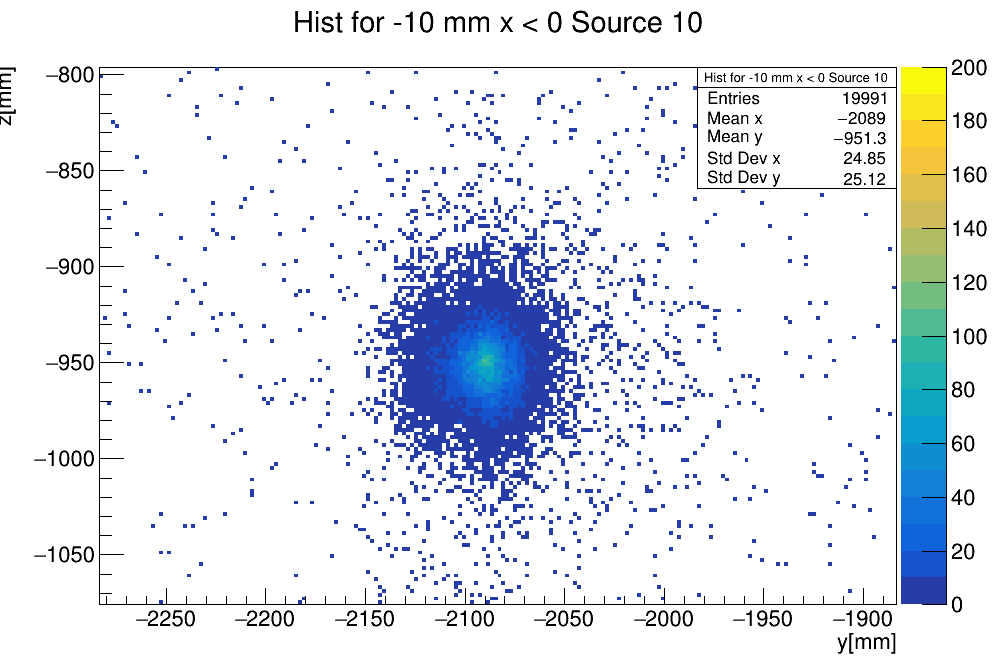 Hist for -10 mm x < 0 Source 10
z[mm]
−800
−850
−900
−950
−1000
−1050
Hist for -10 mm x < 0 Source 10
Entries 19991
Mean x −2089
Mean y −951.3
Std Dev x 24.85
Std Dev y 25.12
200
180
160
140
120
100
80
60
40
20
0
−2250 −2200 −2150 −2100 −2050 −2000 −1950 −1900
y[mm]